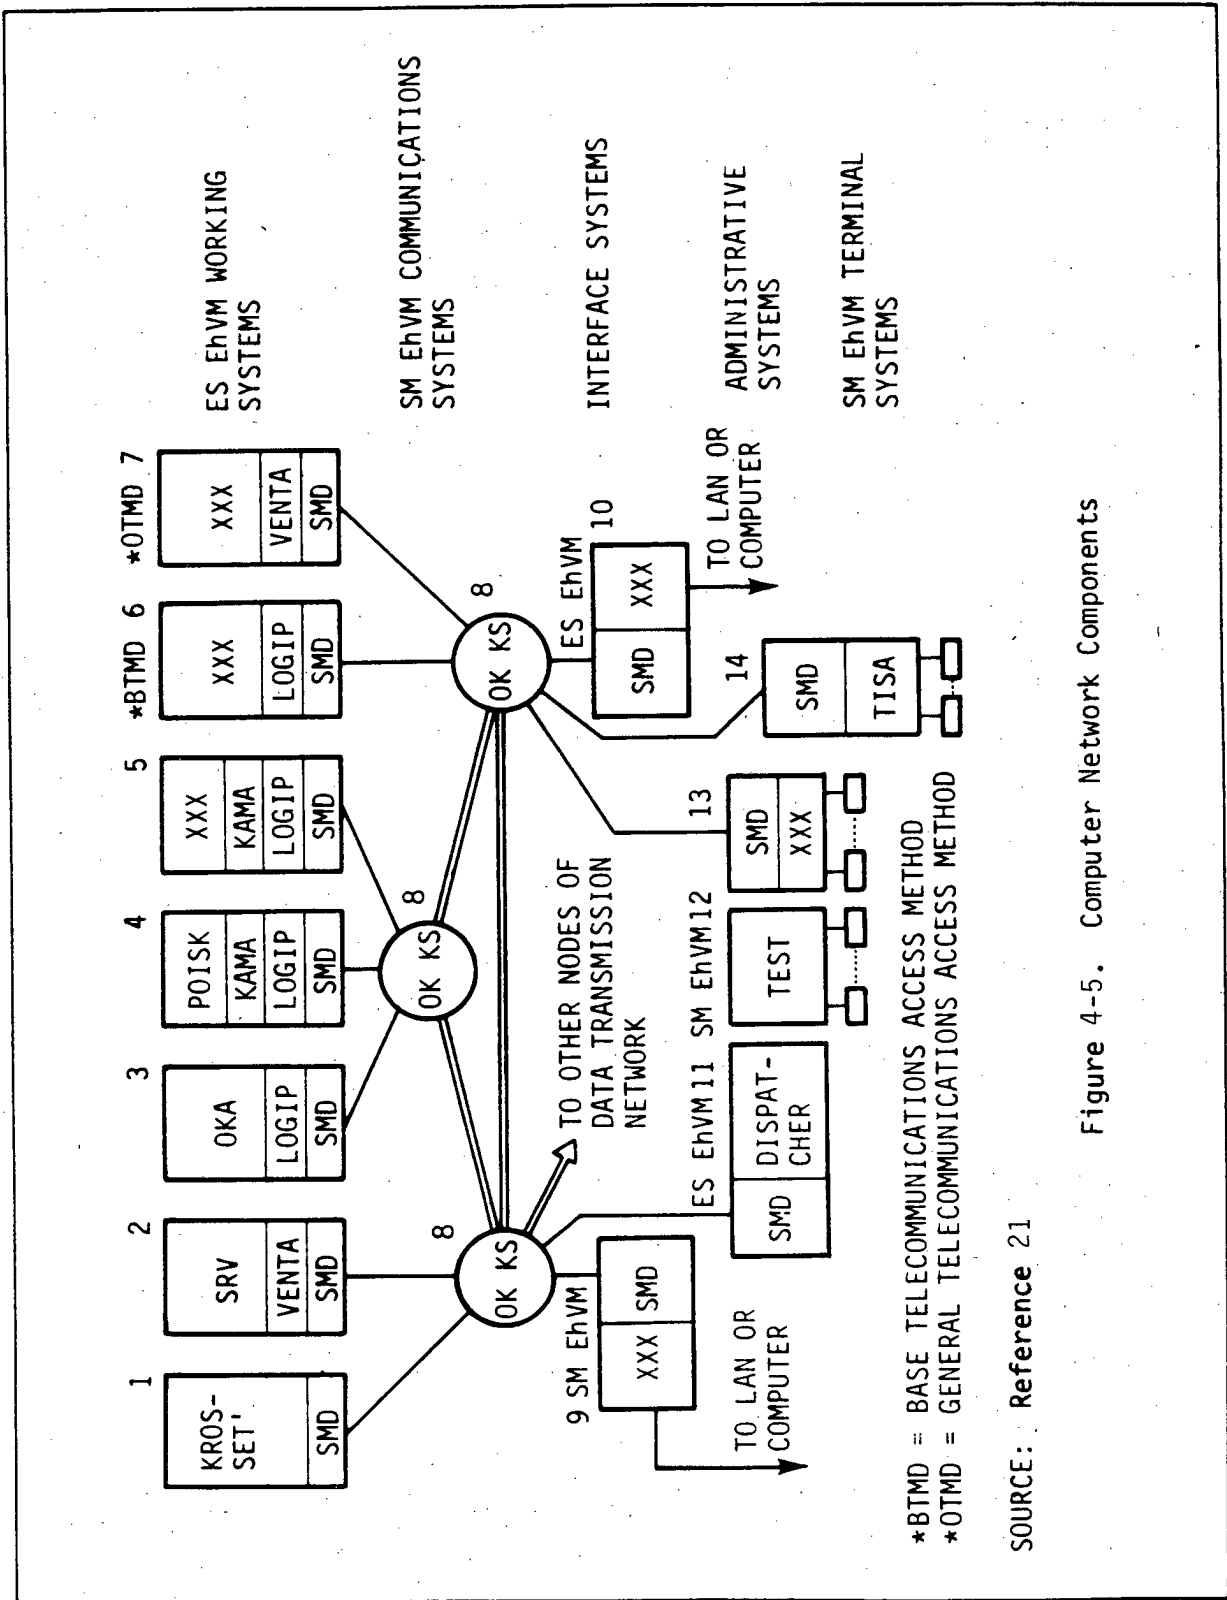 1
KROS-
SET'
SMD
2
SRV
VENTA
SMD
3
OKA
LOGIP
SMD
4
POISK
KAMA
LOGIP
SMD
5
XXX
KAMA
LOGIP
SMD
*BTMD 6
XXX
LOGIP
SMD
*OTMD 7
XXX
VENTA
SMD
ES EhVM WORKING
SYSTEMS
8
OK KS
8
OK KS
8
OK KS
SM EhVM COMMUNICATIONS
SYSTEMS
TO OTHER NODES OF
DATA TRANSMISSION
NETWORK
9 SM EhVM
XXX
SMD
TO LAN OR
COMPUTER
ES EhVM
10
SMD
XXX
TO LAN OR
COMPUTER
INTERFACE SYSTEMS
ES EhVM11
SMD
DISPAT-
CHER
SM EhVM12
TEST
ADMINISTRATIVE
SYSTEMS
13
SMD
XXX
14
SMD
TISA
SM EhVM TERMINAL
SYSTEMS
*BTMD = BASE TELECOMMUNICATIONS ACCESS METHOD
*OTMD = GENERAL TELECOMMUNICATIONS ACCESS METHOD
SOURCE: Reference 21
Figure 4-5. Computer Network Components